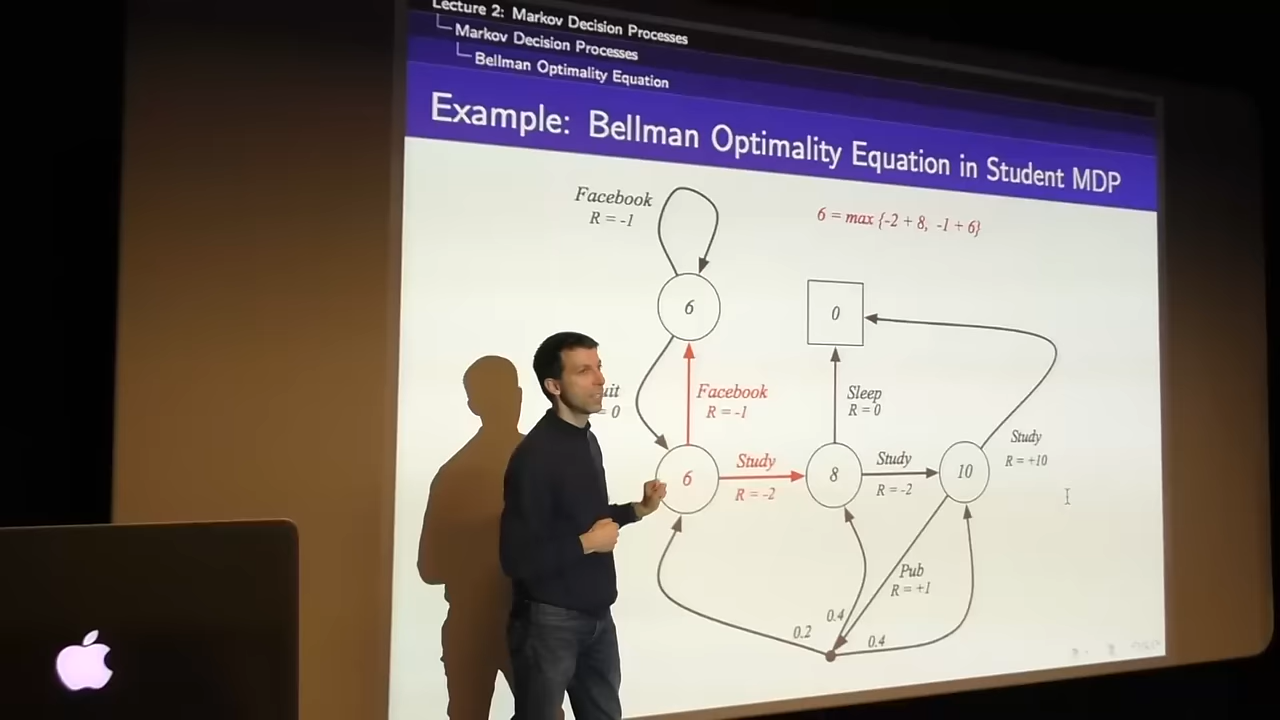 Lecture 2: Markov Decision Processes
Markov Decision Processes
Bellman Optimality Equation
Example: Bellman Optimality Equation in Student MDP
Facebook
R = -1
6 = max {-2 + 8, -1 + 6}
6
0
uit
= 0
Facebook
R = -1
Sleep
R = 0
Study
R = +10
6
Study
R = -2
8
Study
R = -2
10
Pub
R = +1
0.4
0.2
0.4